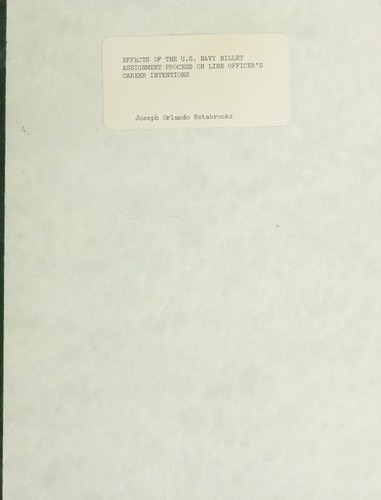 EFFECTS OF THE U.S. NAVY BILLET
ASSIGNMENT PROCESS ON LINE OFFICER'S
CAREER INTENTIONS
Joseph Orlando Estabrooks